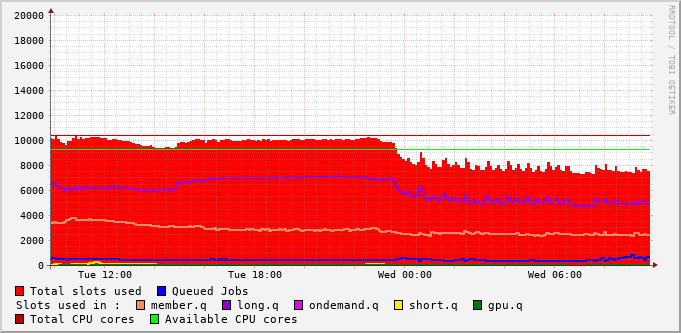 RRDTOOL / TOBI OETIKER
20000
18000
16000
14000
12000
10000
8000
6000
4000
2000
0
Tue 12:00 Tue 18:00 Wed 00:00 Wed 06:00
Total slots used Queued Jobs
Slots used in : member.q long.q ondemand.q short.q gpu.q
Total CPU cores Available CPU cores